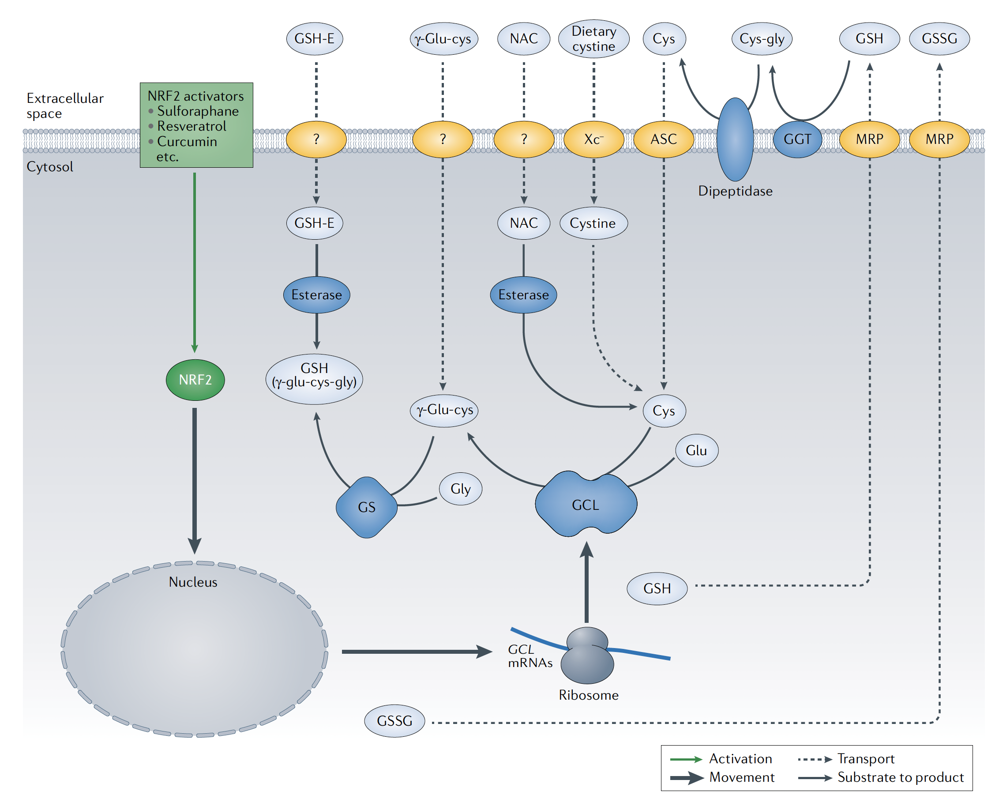 GSH-E
γ-Glu-cys
NAC
Dietary
cystine
Cys
Cys-gly
GSH
GSSG
Extracellular
space
NRF2 activators
• Sulforaphane
• Resveratrol
• Curcumin
etc.
?
?
?
Xc⁻
ASC
GGT
MRP
MRP
Cytosol
Dipeptidase
GSH-E
NAC
Cystine
Esterase
Esterase
NRF2
GSH
(γ-glu-cys-gly)
γ-Glu-cys
Cys
Glu
Gly
GS
GCL
Nucleus
GSH
GCL
mRNAs
Ribosome
GSSG
Activation
Transport
Movement
Substrate to product